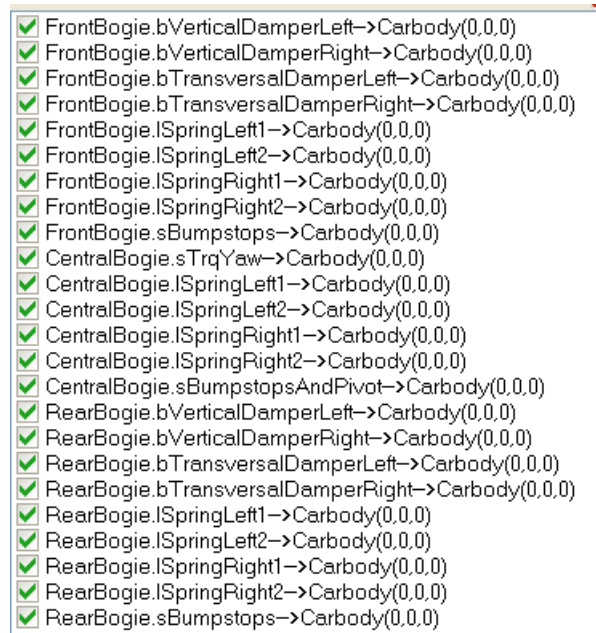 FrontBogie.bVerticalDamperLeft->Carbody(0,0,0)
FrontBogie.bVerticalDamperRight->Carbody(0,0,0)
FrontBogie.bTransversalDamperLeft->Carbody(0,0,0)
FrontBogie.bTransversalDamperRight->Carbody(0,0,0)
FrontBogie.lSpringLeft1->Carbody(0,0,0)
FrontBogie.lSpringLeft2->Carbody(0,0,0)
FrontBogie.lSpringRight1->Carbody(0,0,0)
FrontBogie.lSpringRight2->Carbody(0,0,0)
FrontBogie.sBumpstops->Carbody(0,0,0)
CentralBogie.sTrqYaw->Carbody(0,0,0)
CentralBogie.lSpringLeft1->Carbody(0,0,0)
CentralBogie.lSpringLeft2->Carbody(0,0,0)
CentralBogie.lSpringRight1->Carbody(0,0,0)
CentralBogie.lSpringRight2->Carbody(0,0,0)
CentralBogie.sBumpstopsAndPivot->Carbody(0,0,0)
RearBogie.bVerticalDamperLeft->Carbody(0,0,0)
RearBogie.bVerticalDamperRight->Carbody(0,0,0)
RearBogie.bTransversalDamperLeft->Carbody(0,0,0)
RearBogie.bTransversalDamperRight->Carbody(0,0,0)
RearBogie.lSpringLeft1->Carbody(0,0,0)
RearBogie.lSpringLeft2->Carbody(0,0,0)
RearBogie.lSpringRight1->Carbody(0,0,0)
RearBogie.lSpringRight2->Carbody(0,0,0)
RearBogie.sBumpstops->Carbody(0,0,0)